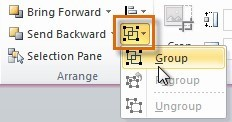 Bring Forward
Send Backward
Selection Pane
Arrange
Group
Regroup
Ungroup